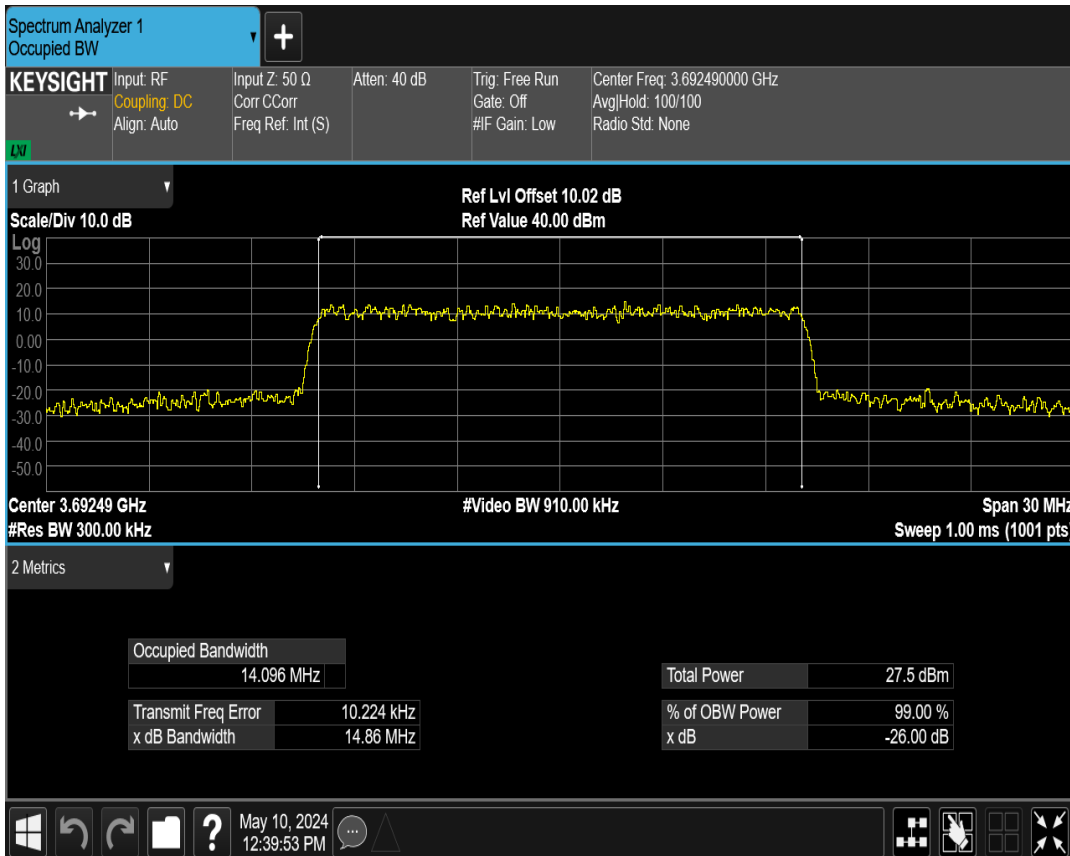 Spectrum Analyzer 1
Occupied BW
+
KEYSIGHT Input: RF Input Z: 50 Ω Atten: 40 dB Trig: Free Run Center Freq: 3.692490000 GHz
Coupling: DC Corr CCorr Gate: Off Avg|Hold: 100/100
Align: Auto Freq Ref: Int (S) #IF Gain: Low Radio Std: None
LXI
1 Graph
Ref Lvl Offset 10.02 dB
Scale/Div 10.0 dB Ref Value 40.00 dBm
Log
30.0
20.0
10.0
0.00
-10.0
-20.0
-30.0
-40.0
-50.0
Center 3.69249 GHz #Video BW 910.00 kHz Span 30 MHz
#Res BW 300.00 kHz Sweep 1.00 ms (1001 pts)
2 Metrics
Occupied Bandwidth
14.096 MHz Total Power 27.5 dBm
Transmit Freq Error 10.224 kHz % of OBW Power 99.00 %
x dB Bandwidth 14.86 MHz x dB -26.00 dB
? May 10, 2024
12:39:53 PM